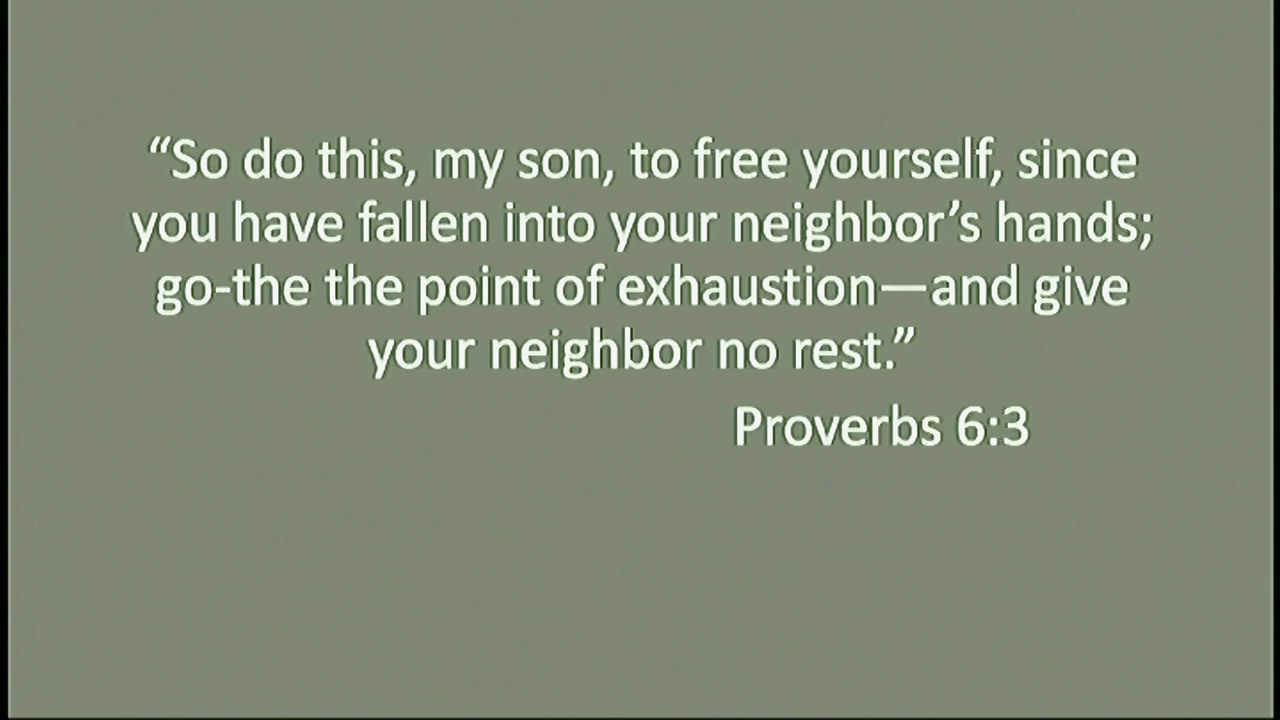 “So do this, my son, to free yourself, since
you have fallen into your neighbor’s hands;
go-the the point of exhaustion—and give
your neighbor no rest.”
Proverbs 6:3